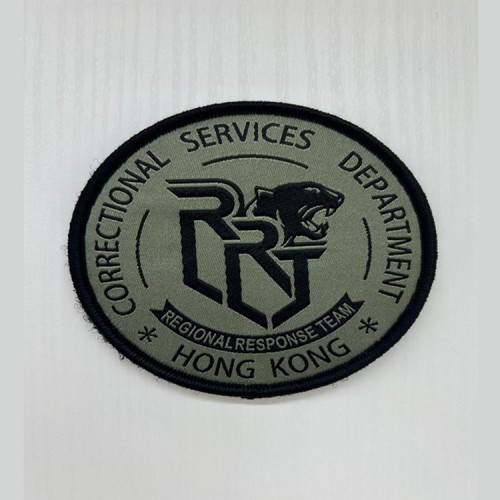 CORRECTIONAL SERVICES DEPARTMENT
RRT
REGIONAL RESPONSE TEAM
* HONG KONG *